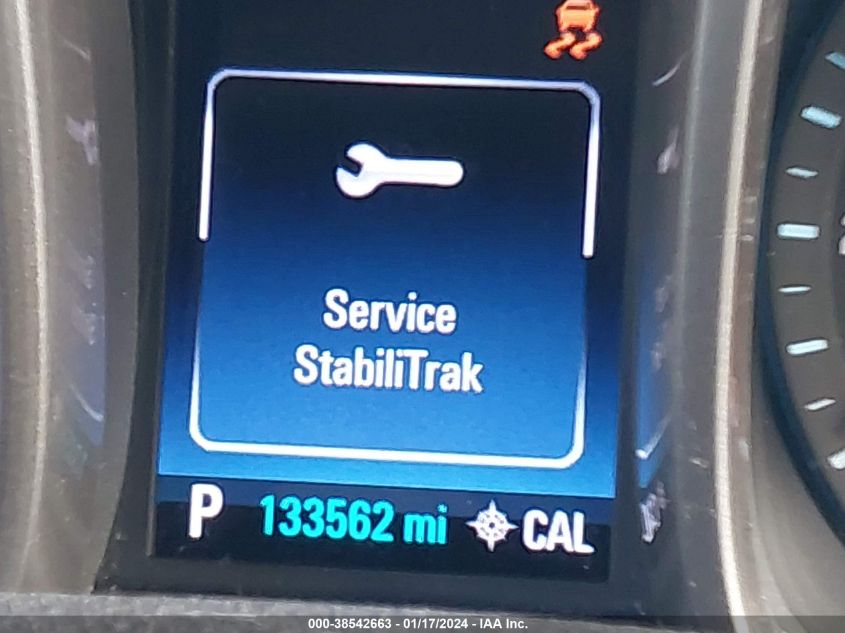 Service
StabiliTrak
P 133562 mi CAL
000-38542663 - 01/17/2024 - IAA Inc.